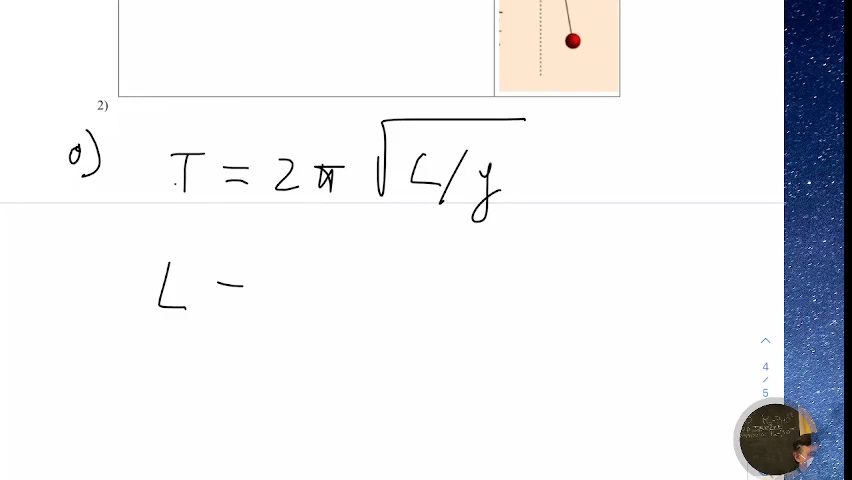 2)
a) T = 2π √L/g
L =
4
/
5